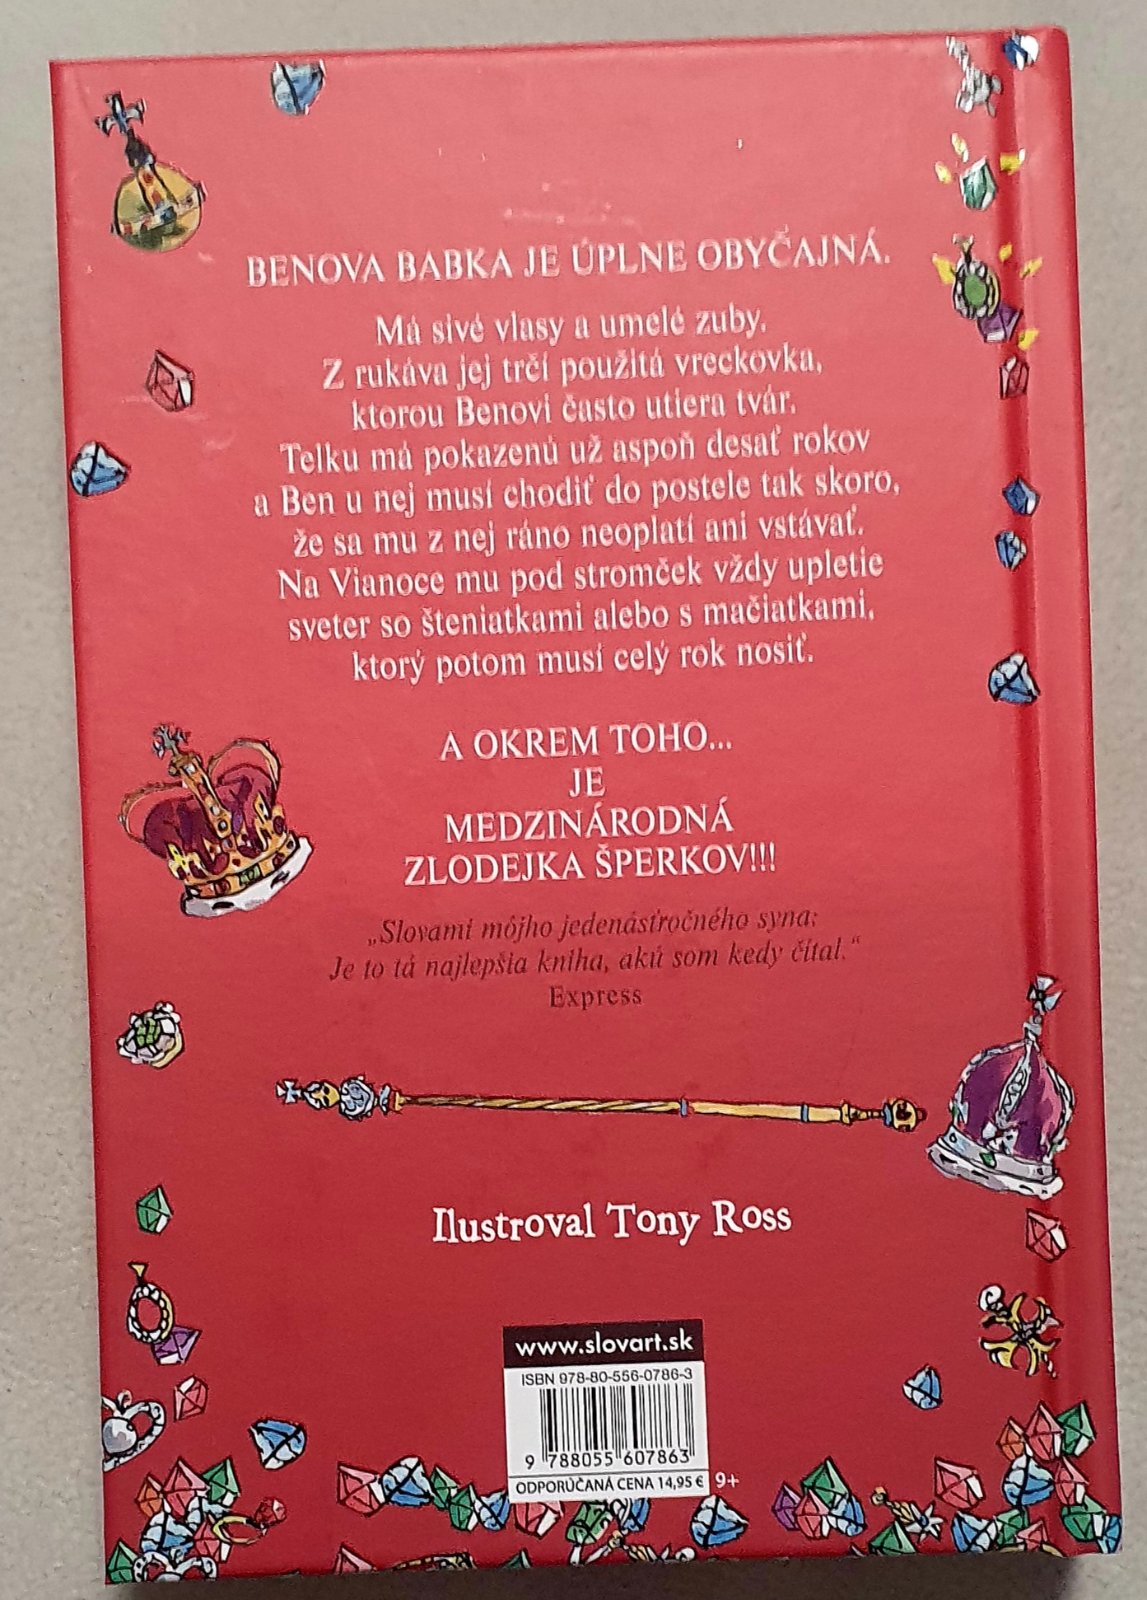 BENOVA BABKA JE ÚPLNE OBYČAJNÁ.
Má sivé vlasy a umelé zuby.
Z rukáva jej trčí použitá vreckovka,
ktorou Benovi často utiera tvár.
Telku má pokazenú už aspoň desať rokov
a Ben u nej musí chodiť do postele tak skoro,
že sa mu z nej ráno neoplatí ani vstávať.
Na Vianoce mu pod stromček vždy upletie
sveter so šteniatkami alebo s mačiatkami,
ktorý potom musí celý rok nosiť.
A OKREM TOHO...
JE
MEDZINÁRODNÁ
ZLODEJKA ŠPERKOV!!!
„Slovami môjho jedenásťročného syna:
Je to tá najlepšia kniha, akú som kedy čítal.“
Express
Ilustroval Tony Ross
www.slovart.sk
ISBN 978-80-556-0786-3
9 788055 607863
ODPORÚČANÁ CENA 14,95 € 9+